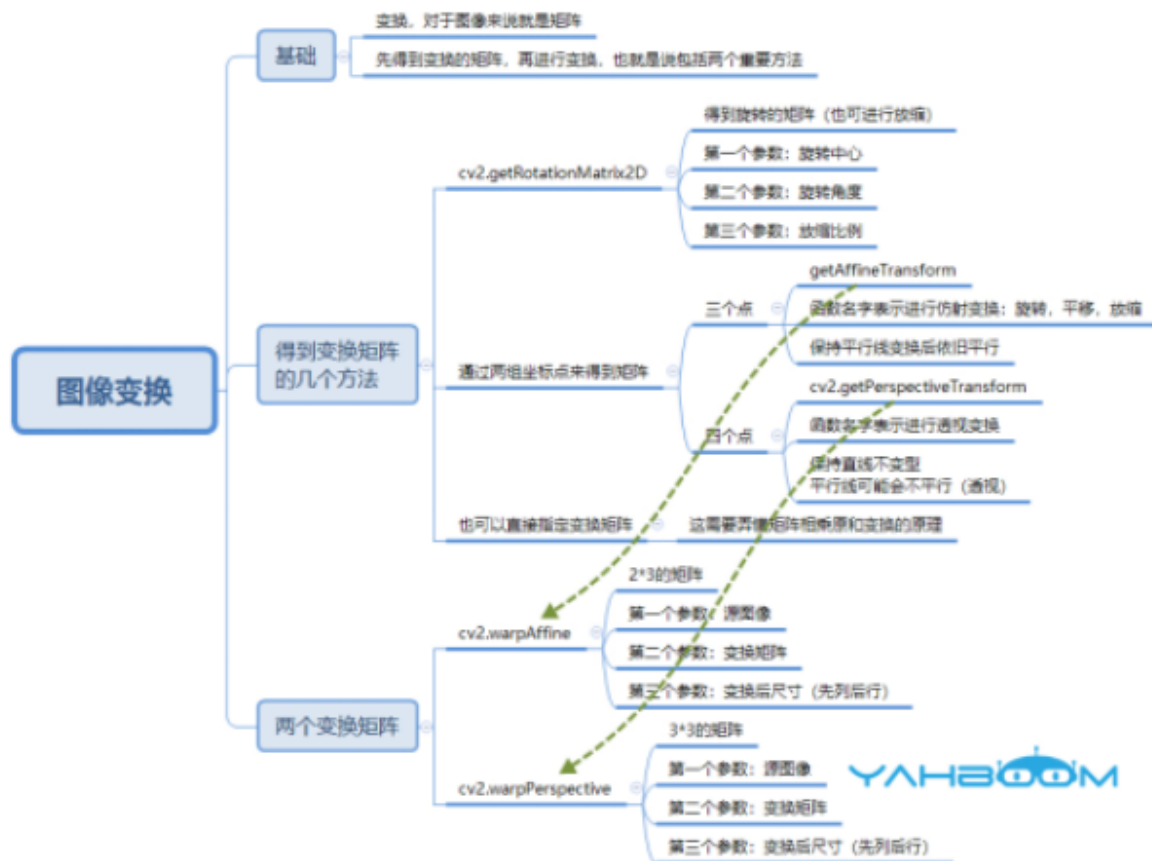 图像变换
基础
变换，对于图像来说就是矩阵
先得到变换的矩阵，再进行变换，也就是说包括两个重要方法
得到变换矩阵
的几个方法
cv2.getRotationMatrix2D
得到旋转的矩阵（也可进行放缩）
第一个参数：旋转中心
第二个参数：旋转角度
第三个参数：放缩比例
通过两组坐标点来得到矩阵
三个点
getAffineTransform
函数名字表示进行仿射变换：旋转，平移，放缩
保持平行线变换后依旧平行
四个点
cv2.getPerspectiveTransform
函数名字表示进行透视变换
保持直线不变型
平行线可能会不平行（透视）
也可以直接指定变换矩阵
这需要弄懂矩阵相乘原和变换的原理
两个变换矩阵
cv2.warpAffine
2*3的矩阵
第一个参数：源图像
第二个参数：变换矩阵
第三个参数：变换后尺寸（先列后行）
cv2.warpPerspective
3*3的矩阵
第一个参数：源图像
第二个参数：变换矩阵
第三个参数：变换后尺寸（先列后行）
YAHBOOM